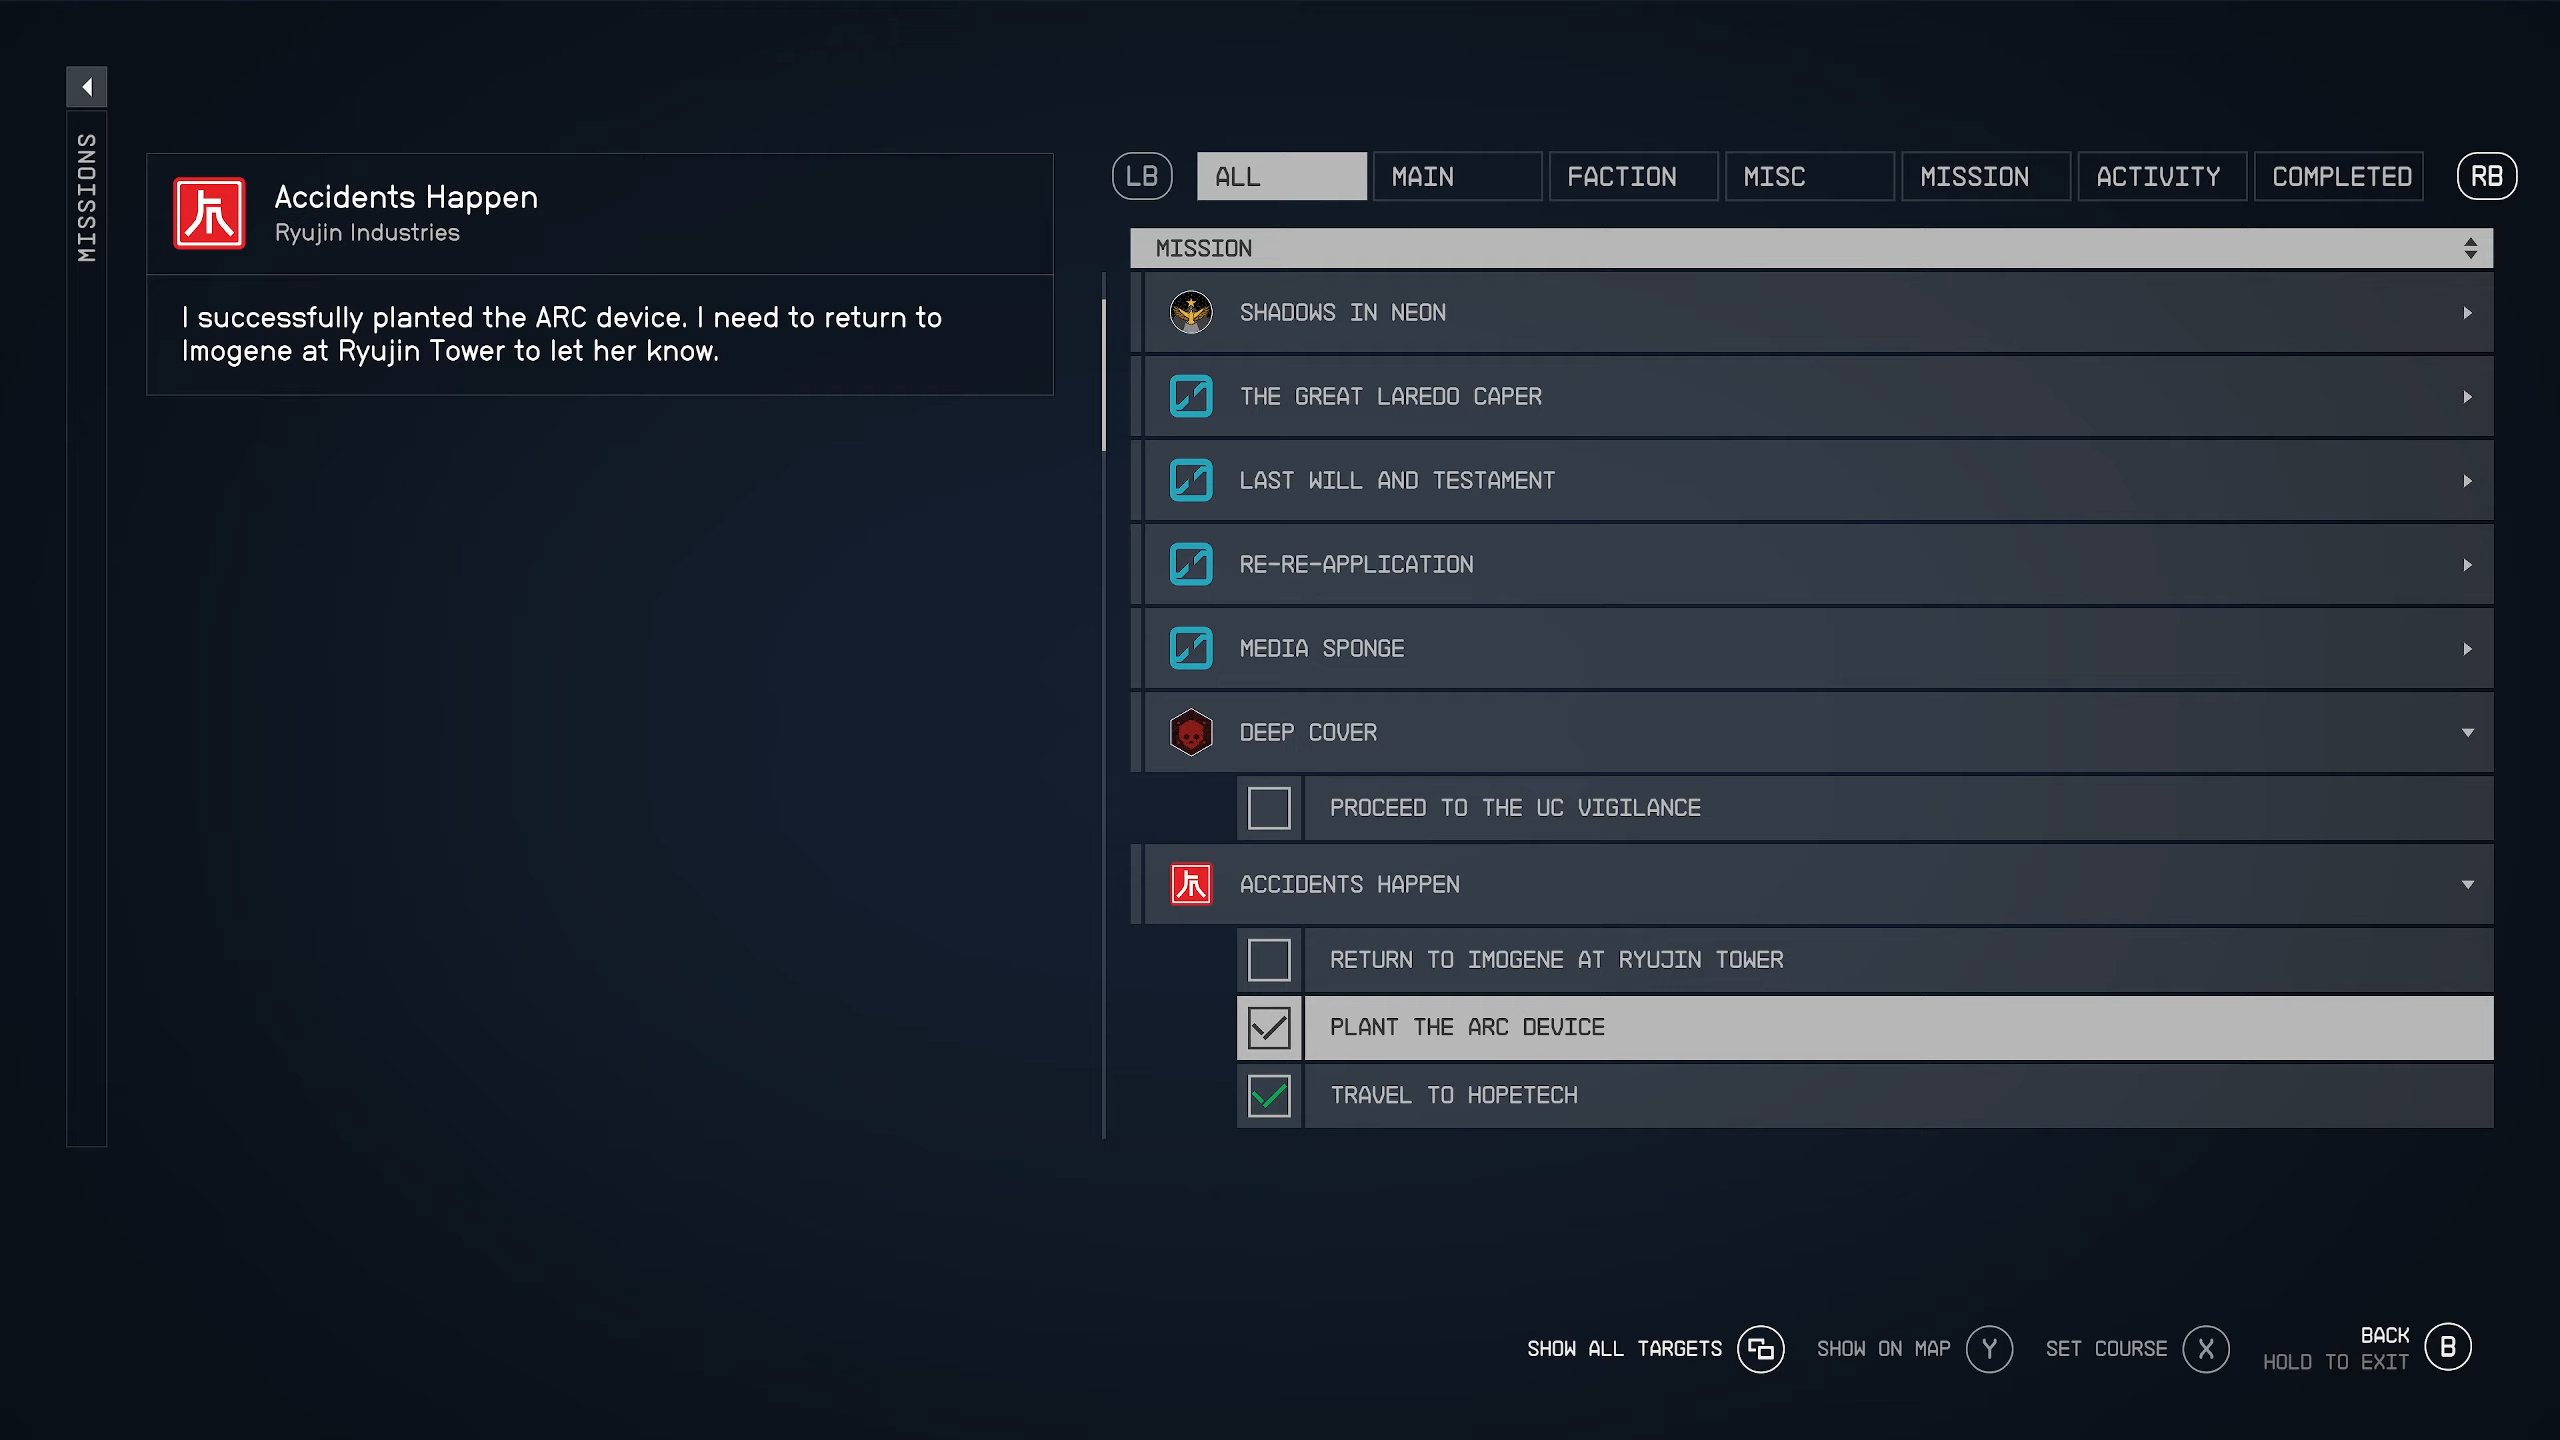 MISSIONS
Accidents Happen
Ryujin Industries
I successfully planted the ARC device. I need to return to
Imogene at Ryujin Tower to let her know.
LB
ALL
MAIN
FACTION
MISC
MISSION
ACTIVITY
COMPLETED
RB
MISSION
SHADOWS IN NEON
THE GREAT LAREDO CAPER
LAST WILL AND TESTAMENT
RE-RE-APPLICATION
MEDIA SPONGE
DEEP COVER
PROCEED TO THE UC VIGILANCE
ACCIDENTS HAPPEN
RETURN TO IMOGENE AT RYUJIN TOWER
PLANT THE ARC DEVICE
TRAVEL TO HOPETECH
SHOW ALL TARGETS
SHOW ON MAP Y
SET COURSE X
BACK B
HOLD TO EXIT